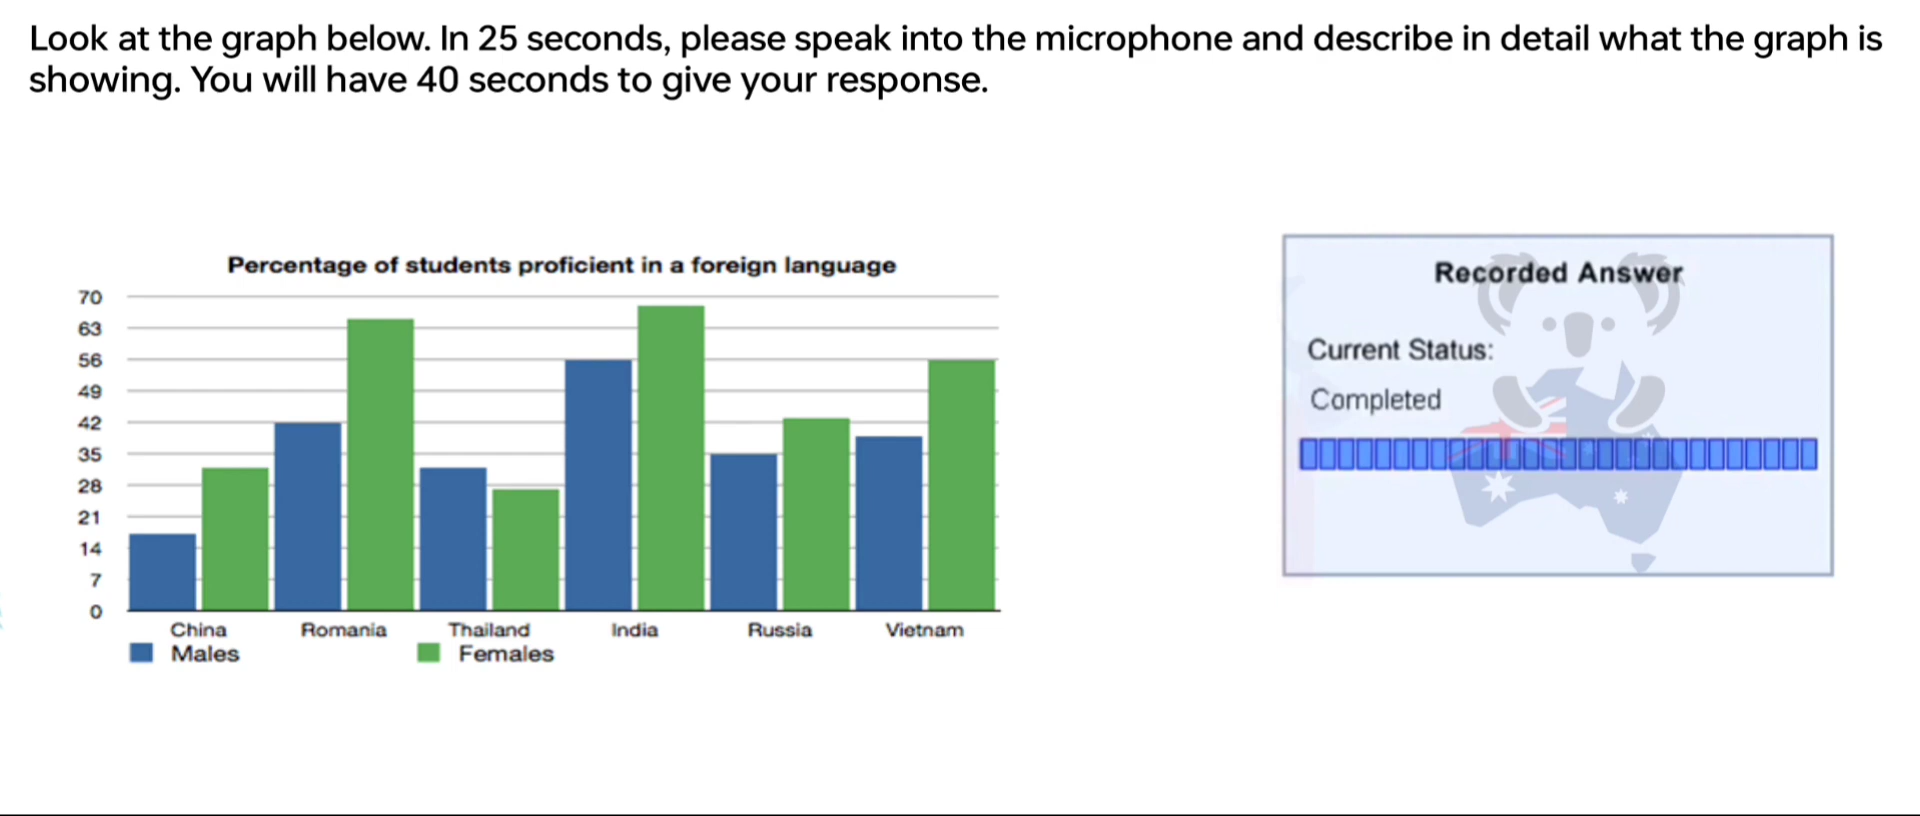 Look at the graph below. In 25 seconds, please speak into the microphone and describe in detail what the graph is
showing. You will have 40 seconds to give your response.
Percentage of students proficient in a foreign language
70
63
56
49
42
35
28
21
14
7
0
China
Romania
Thailand
India
Russia
Vietnam
Males
Females
Recorded Answer
Current Status:
Completed